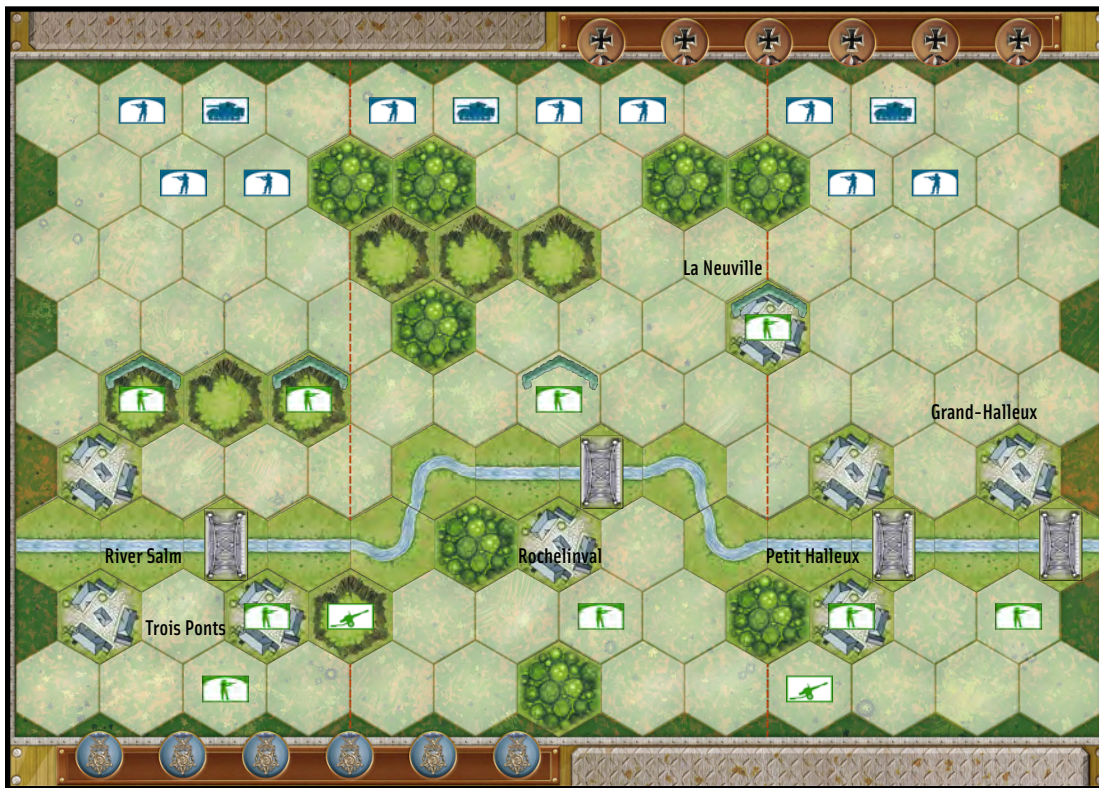 La Neuville
Grand-Halleux
River Salm
Rochelinval
Petit Halleux
Trois Ponts